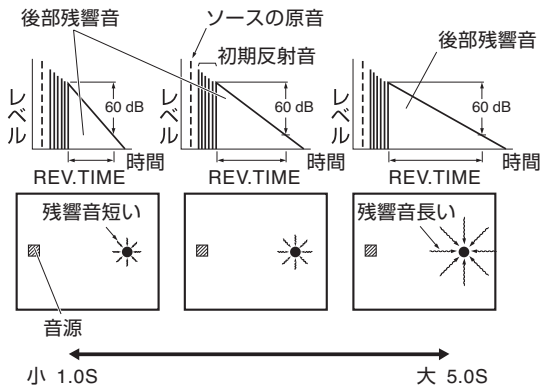 後部残響音
ソースの原音
初期反射音
後部残響音
レベル
60 dB
時間
REV.TIME
レベル
60 dB
時間
REV.TIME
レベル
60 dB
時間
REV.TIME
残響音短い
音源
残響音長い
小 1.0S
大 5.0S